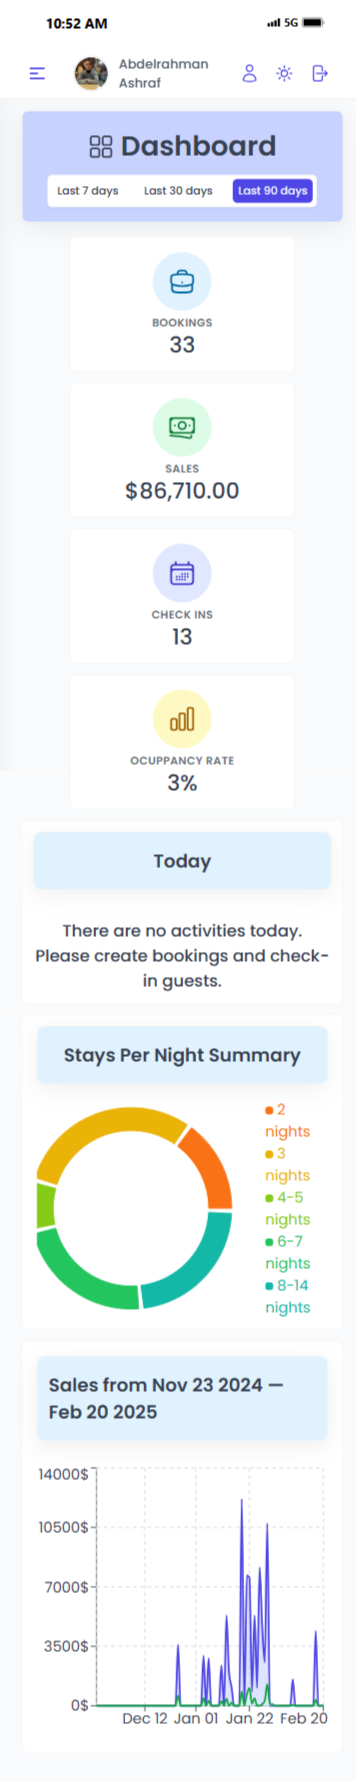 10:52 AM
5G
Abdelrahman
Ashraf
Dashboard
Last 7 days Last 30 days Last 90 days
BOOKINGS
33
SALES
$86,710.00
CHECK INS
13
OCUPPANCY RATE
3%
Today
There are no activities today.
Please create bookings and check-
in guests.
Stays Per Night Summary
2
nights
3
nights
4-5
nights
6-7
nights
8-14
nights
Sales from Nov 23 2024 —
Feb 20 2025
14000$
10500$
7000$
3500$
0$
Dec 12 Jan 01 Jan 22 Feb 20